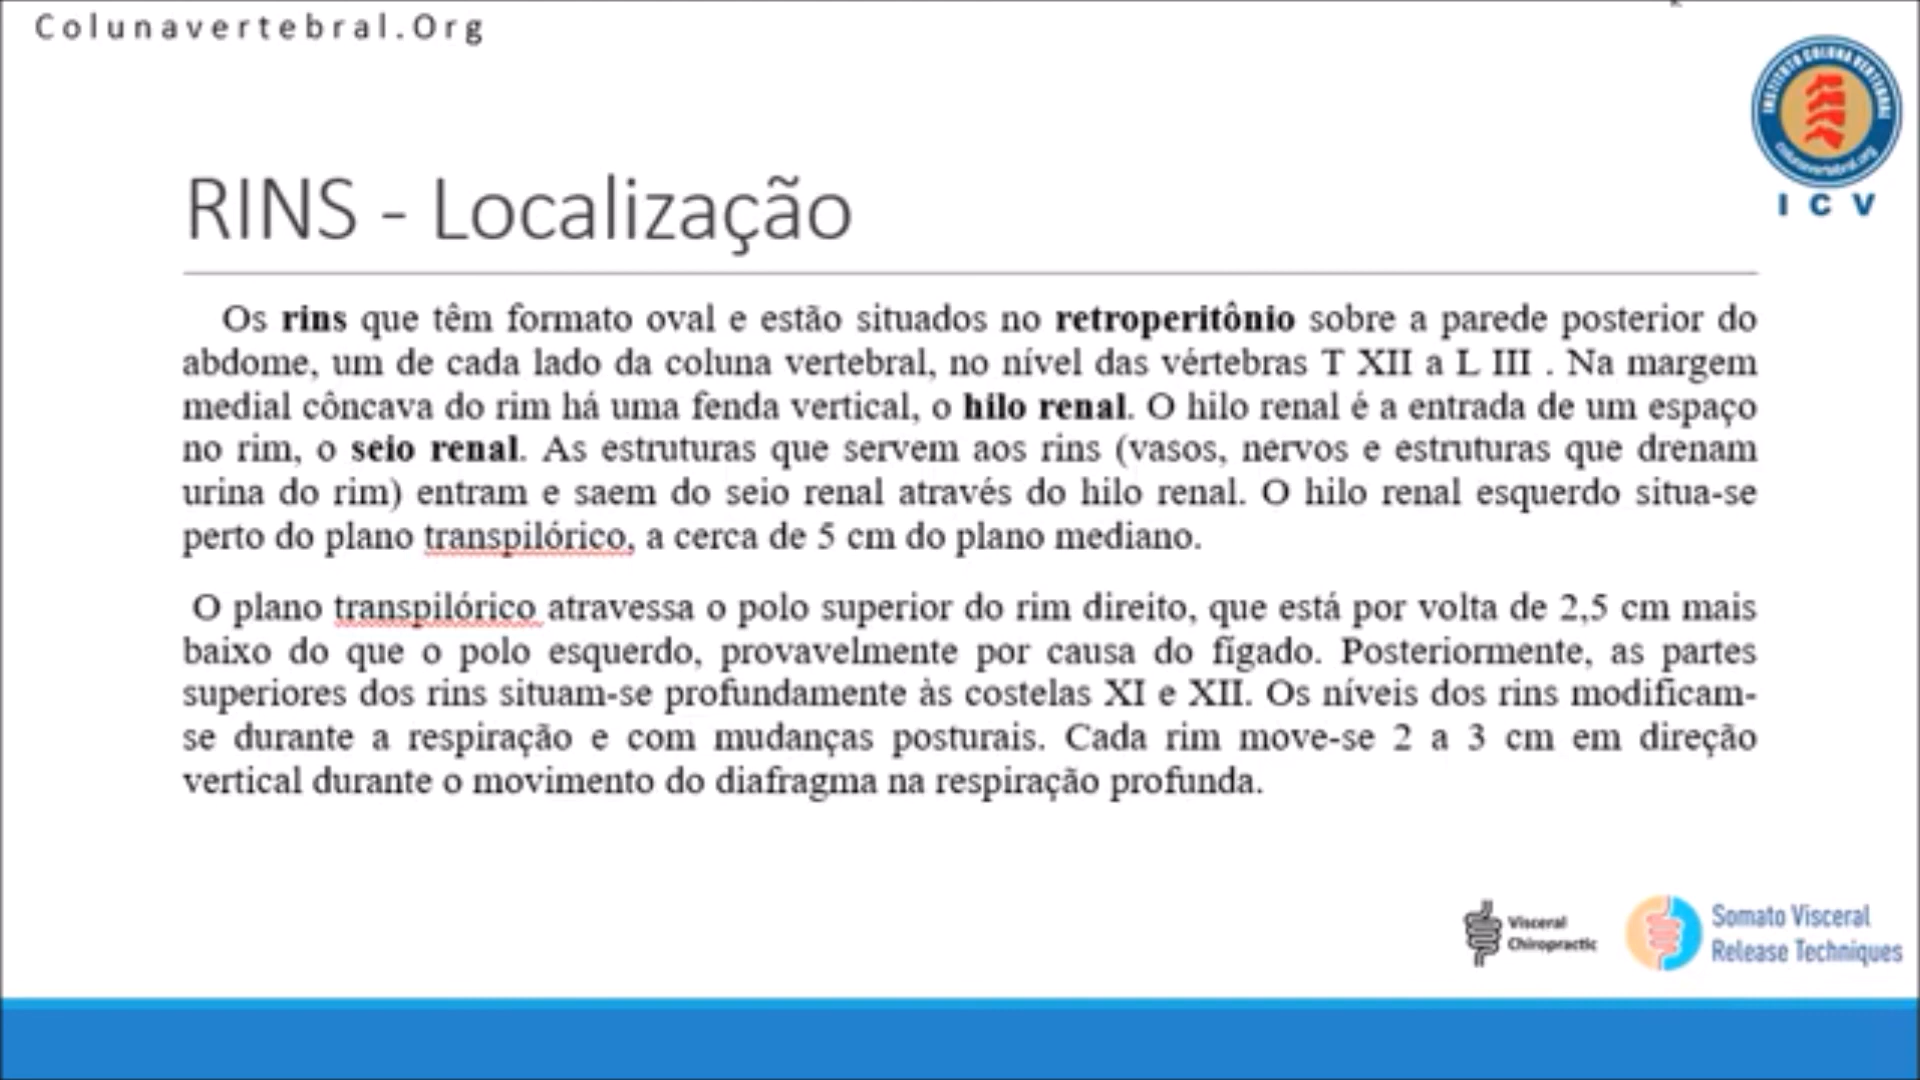 Colunavertebral.Org
INSTITUTO COLUNA VERTEBRAL
colunavertebral.org
I C V
RINS - Localização
Os rins que têm formato oval e estão situados no retroperitônio sobre a parede posterior do
abdome, um de cada lado da coluna vertebral, no nível das vértebras T XII a L III . Na margem
medial côncava do rim há uma fenda vertical, o hilo renal. O hilo renal é a entrada de um espaço
no rim, o seio renal. As estruturas que servem aos rins (vasos, nervos e estruturas que drenam
urina do rim) entram e saem do seio renal através do hilo renal. O hilo renal esquerdo situa-se
perto do plano transpilórico, a cerca de 5 cm do plano mediano.
O plano transpilórico atravessa o polo superior do rim direito, que está por volta de 2,5 cm mais
baixo do que o polo esquerdo, provavelmente por causa do fígado. Posteriormente, as partes
superiores dos rins situam-se profundamente às costelas XI e XII. Os níveis dos rins modificam-
se durante a respiração e com mudanças posturais. Cada rim move-se 2 a 3 cm em direção
vertical durante o movimento do diafragma na respiração profunda.
Visceral
Chiropractic
Somato Visceral
Release Techniques